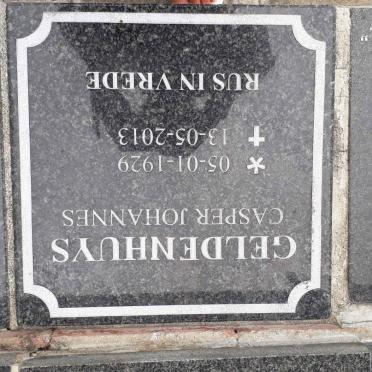 GELDENHUYS
CASPER JOHANNES
* 05-01-1929
✝ 13-05-2013
RUS IN VREDE